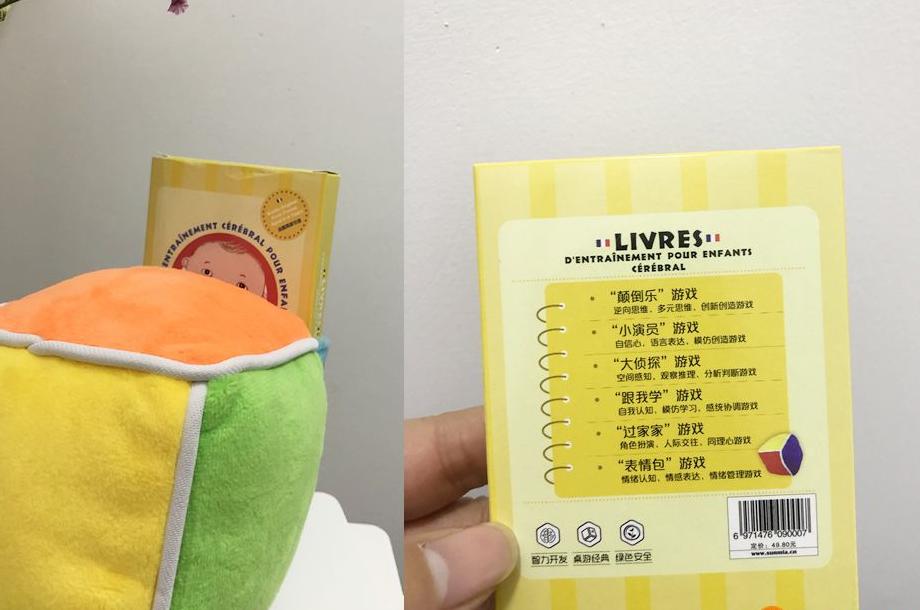 ENTRAÎNEMENT CÉRÉBRAL POUR ENFA
LIVRES
D'ENTRAÎNEMENT POUR ENFANTS
CÉRÉBRAL
“颠倒乐”游戏
逆向思维、多元思维、创新创造游戏
“小演员”游戏
自信心、语言表达、模仿创造游戏
“大侦探”游戏
空间感知、观察推理、分析判断游戏
“跟我学”游戏
自我认知、模仿学习、感统协调游戏
“过家家”游戏
角色扮演、人际交往、同理心游戏
“表情包”游戏
情绪认知、情感表达、情绪管理游戏
智力开发 桌游经典 绿色安全
6 971476 090007
定价：49.80元
www.sunmia.cn